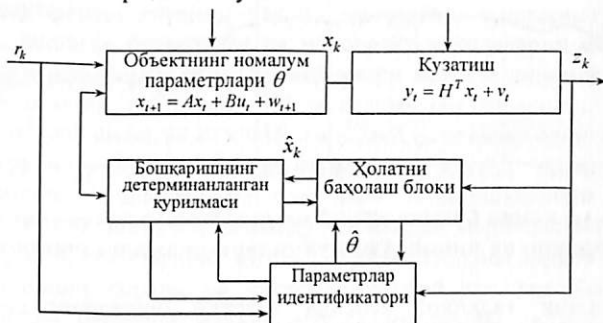 r_k
x_k
Объектнинг номалум
параметрлари θ
x_{t+1} = Ax_t + Bu_t + w_{t+1}
Кузатиш
y_t = H^T x_t + v_t
z_k
Бошқаришнинг
детерминанланган
қурилмаси
x̂_k
Ҳолатни
баҳолаш блоки
θ̂
Параметрлар
идентификатори